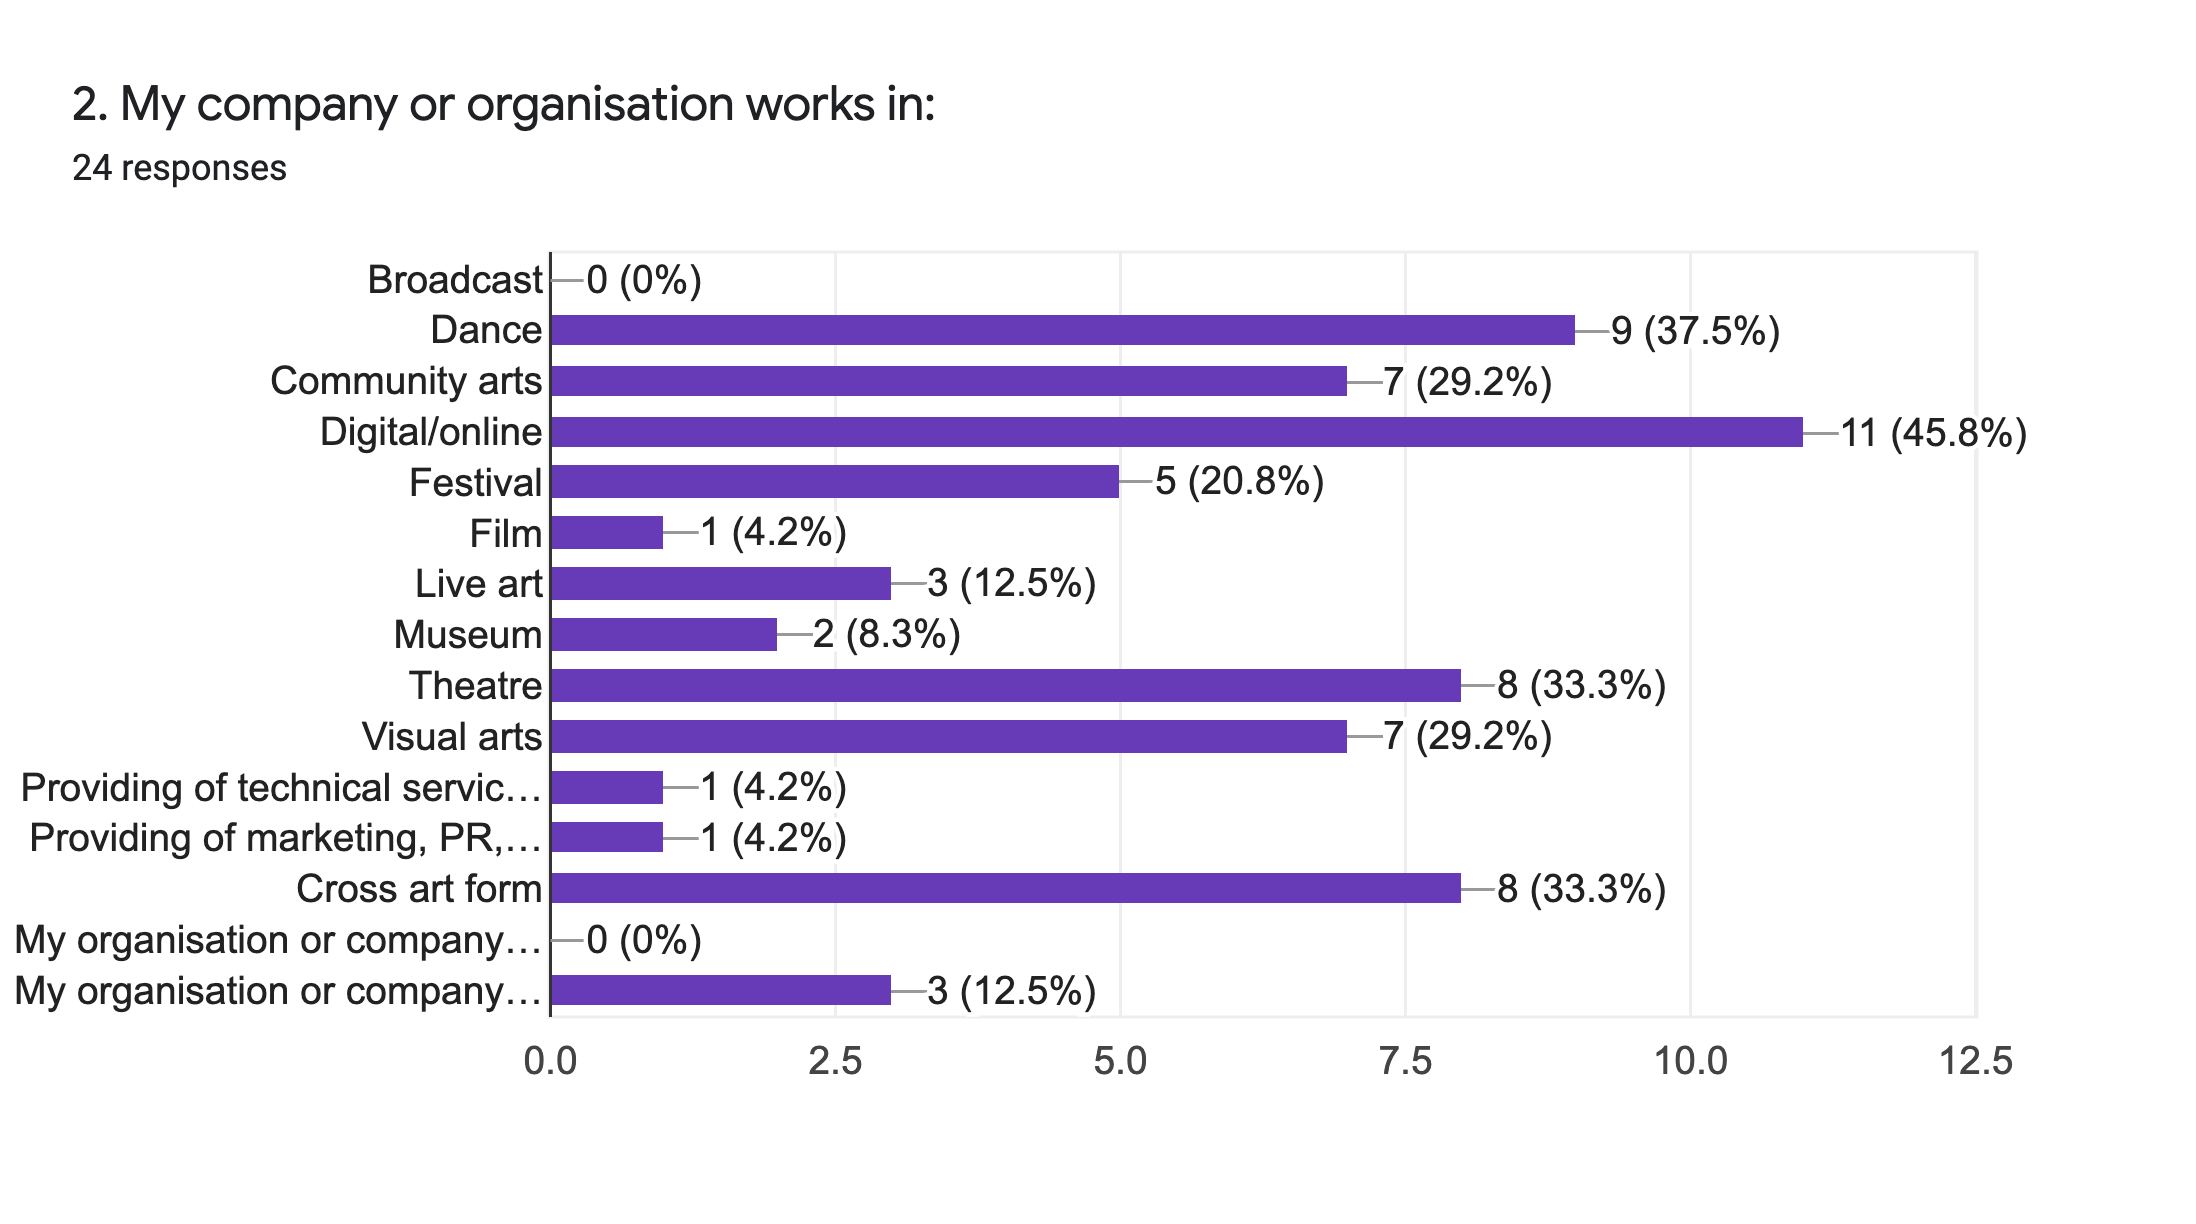 2. My company or organisation works in:
24 responses
Broadcast 0 (0%)
Dance 9 (37.5%)
Community arts 7 (29.2%)
Digital/online 11 (45.8%)
Festival 5 (20.8%)
Film 1 (4.2%)
Live art 3 (12.5%)
Museum 2 (8.3%)
Theatre 8 (33.3%)
Visual arts 7 (29.2%)
Providing of technical servic… 1 (4.2%)
Providing of marketing, PR,… 1 (4.2%)
Cross art form 8 (33.3%)
My organisation or company… 0 (0%)
My organisation or company… 3 (12.5%)
0.0 2.5 5.0 7.5 10.0 12.5